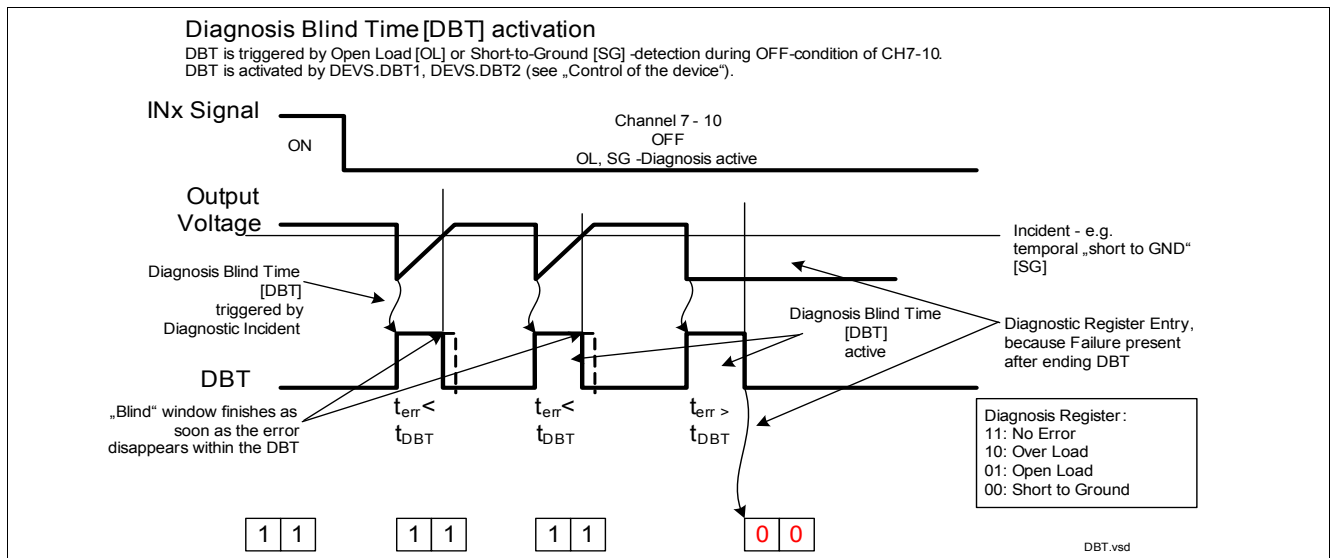 Diagnosis Blind Time [DBT] activation
DBT is triggered by Open Load [OL] or Short-to-Ground [SG] -detection during OFF-condition of CH7-10.
DBT is activated by DEVS.DBT1, DEVS.DBT2 (see „Control of the device“).
INx Signal
ON
Channel 7 - 10
OFF
OL, SG -Diagnosis active
Output
Voltage
Incident - e.g.
temporal „short to GND“
[SG]
Diagnosis Blind Time
[DBT]
triggered by
Diagnostic Incident
Diagnosis Blind Time
[DBT]
active
Diagnostic Register Entry,
because Failure present
after ending DBT
DBT
„Blind“ window finishes as
soon as the error
disappears within the DBT
terr<
tDBT
terr<
tDBT
terr >
tDBT
Diagnosis Register:
11: No Error
10: Over Load
01: Open Load
00: Short to Ground
1 1
1 1
1 1
0 0
DBT.vsd